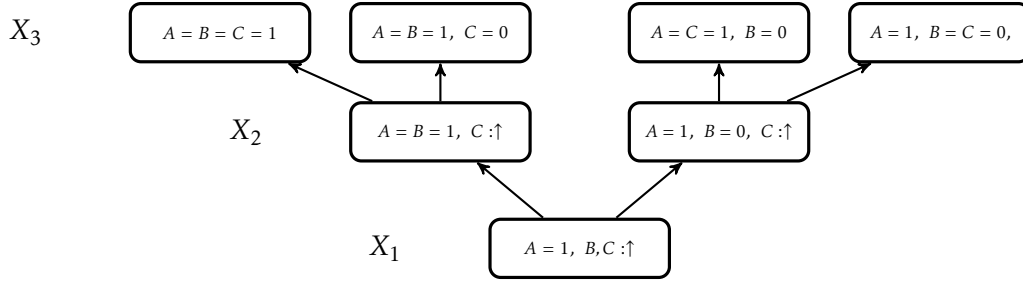 X₃ A = B = C = 1 A = B = 1, C = 0 A = C = 1, B = 0 A = 1, B = C = 0,
X₂ A = B = 1, C :↑ A = 1, B = 0, C :↑
X₁ A = 1, B, C :↑